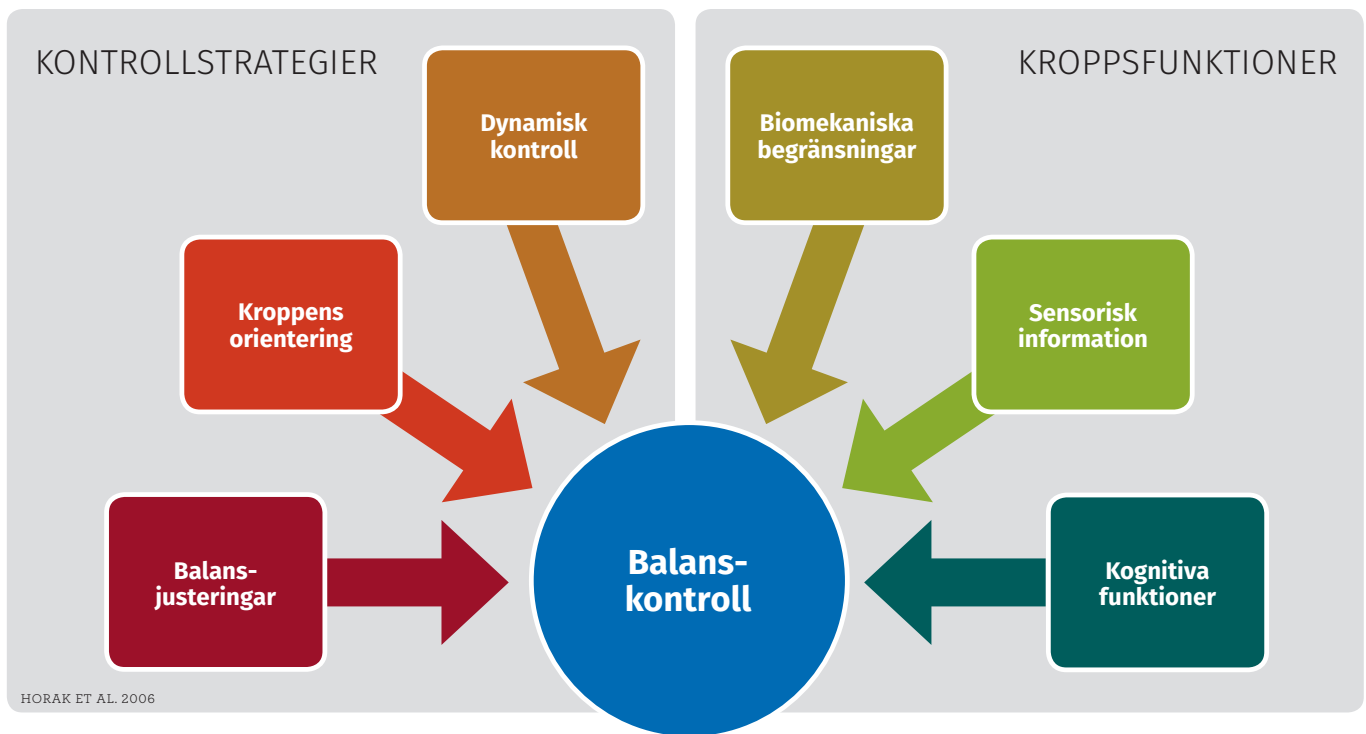 KONTROLLSTRATEGIER
Dynamisk
kontroll
Kroppens
orientering
Balans-
justeringar
KROPPSFUNKTIONER
Biomekaniska
begränsningar
Sensorisk
information
Kognitiva
funktioner
Balans-
kontroll
HORAK ET AL. 2006